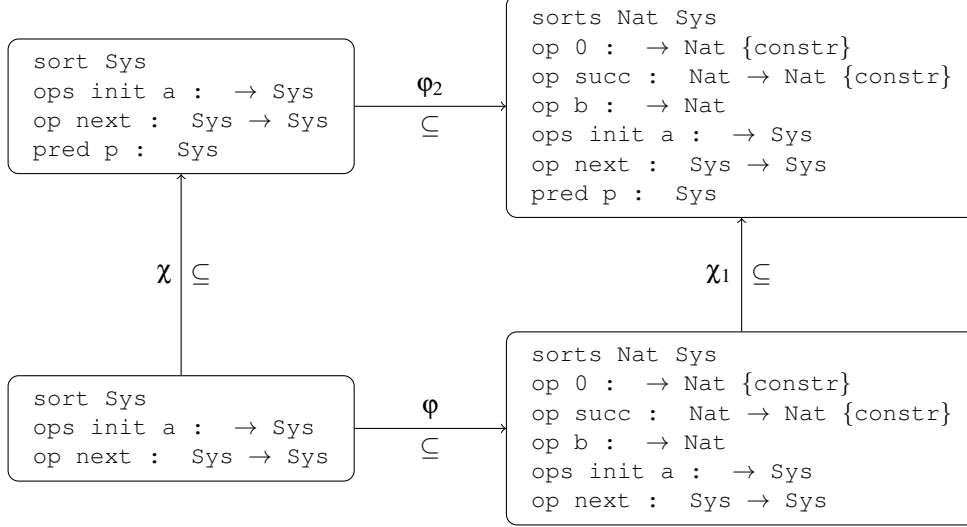 sort Sys
ops init a : → Sys
op next : Sys → Sys
pred p : Sys
φ2
⊆
sorts Nat Sys
op 0 : → Nat {constr}
op succ : Nat → Nat {constr}
op b : → Nat
ops init a : → Sys
op next : Sys → Sys
pred p : Sys
χ ⊆
χ1 ⊆
sort Sys
ops init a : → Sys
op next : Sys → Sys
φ
⊆
sorts Nat Sys
op 0 : → Nat {constr}
op succ : Nat → Nat {constr}
op b : → Nat
ops init a : → Sys
op next : Sys → Sys